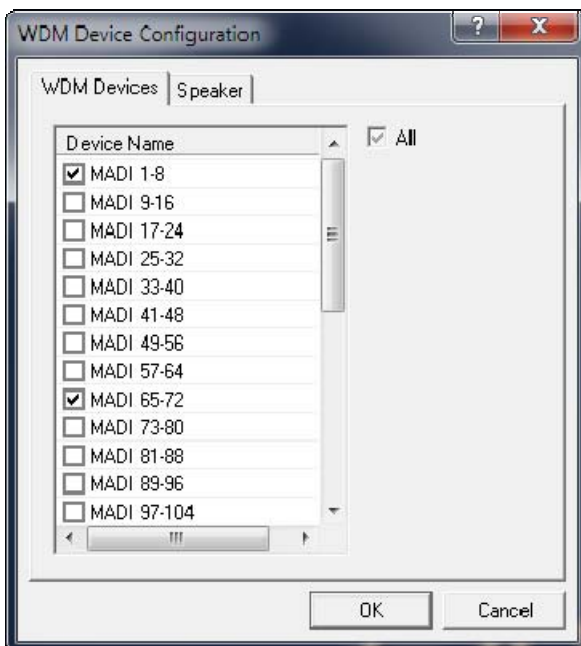 WDM Device Configuration
WDM Devices Speaker
Device Name
All
MADI 1-8
MADI 9-16
MADI 17-24
MADI 25-32
MADI 33-40
MADI 41-48
MADI 49-56
MADI 57-64
MADI 65-72
MADI 73-80
MADI 81-88
MADI 89-96
MADI 97-104
OK Cancel